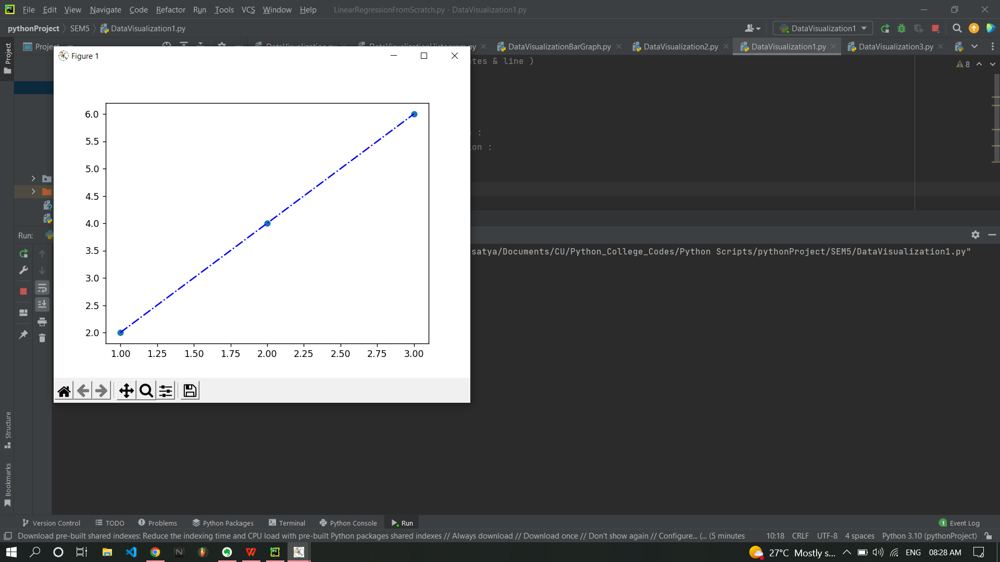 File Edit View Navigate Code Refactor Run Tools VCS Window Help LinearRegressionFromScratch.py - DataVisualization1.py
pythonProject SEM5 DataVisualization1.py DataVisualization1
Project DataVisualizationBarGraph.py DataVisualization2.py DataVisualization1.py DataVisualization3.py
Figure 1
tes & line )
8
:
on :
6.0
5.5
5.0
4.5
4.0
3.5
3.0
2.5
2.0
1.00 1.25 1.50 1.75 2.00 2.25 2.50 2.75 3.00
Run:
satya/Documents/CU/Python_College_Codes/Python Scripts/pythonProject/SEM5/DataVisualization1.py"
Project
Structure
Bookmarks
Version Control TODO Problems Python Packages Terminal Python Console Run 1 Event Log
Download pre-built shared indexes: Reduce the indexing time and CPU load with pre-built Python packages shared indexes // Always download // Download once // Don't show again // Configure... (... (5 minutes 10:18 CRLF UTF-8 4 spaces Python 3.10 (pythonProject)
27°C Mostly s... ENG 08:28 AM